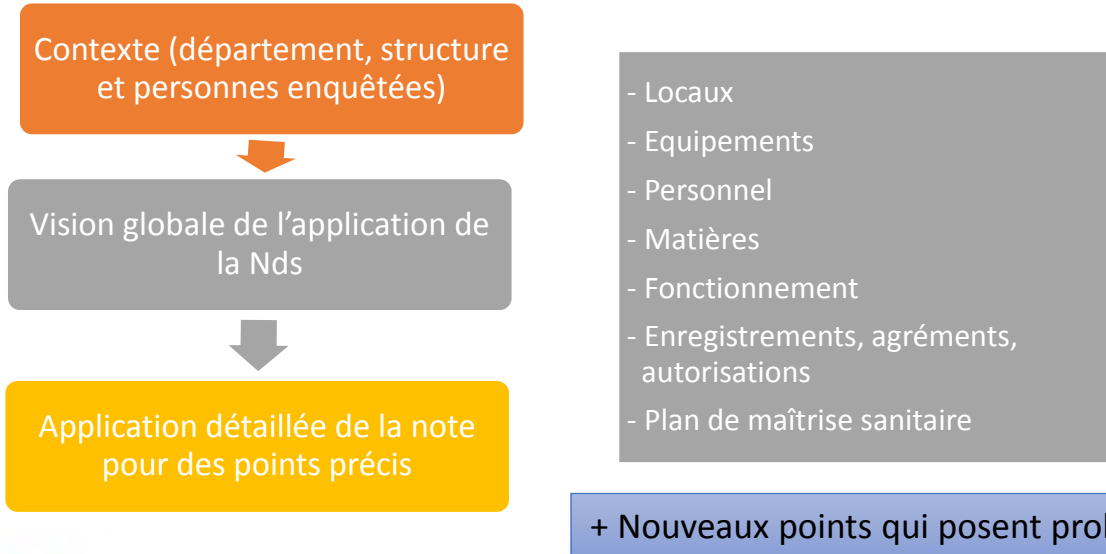 Contexte (département, structure
et personnes enquêtées)
Vision globale de l’application de
la Nds
Application détaillée de la note
pour des points précis
- Locaux
- Equipements
- Personnel
- Matières
- Fonctionnement
- Enregistrements, agréments,
autorisations
- Plan de maîtrise sanitaire
+ Nouveaux points qui posent